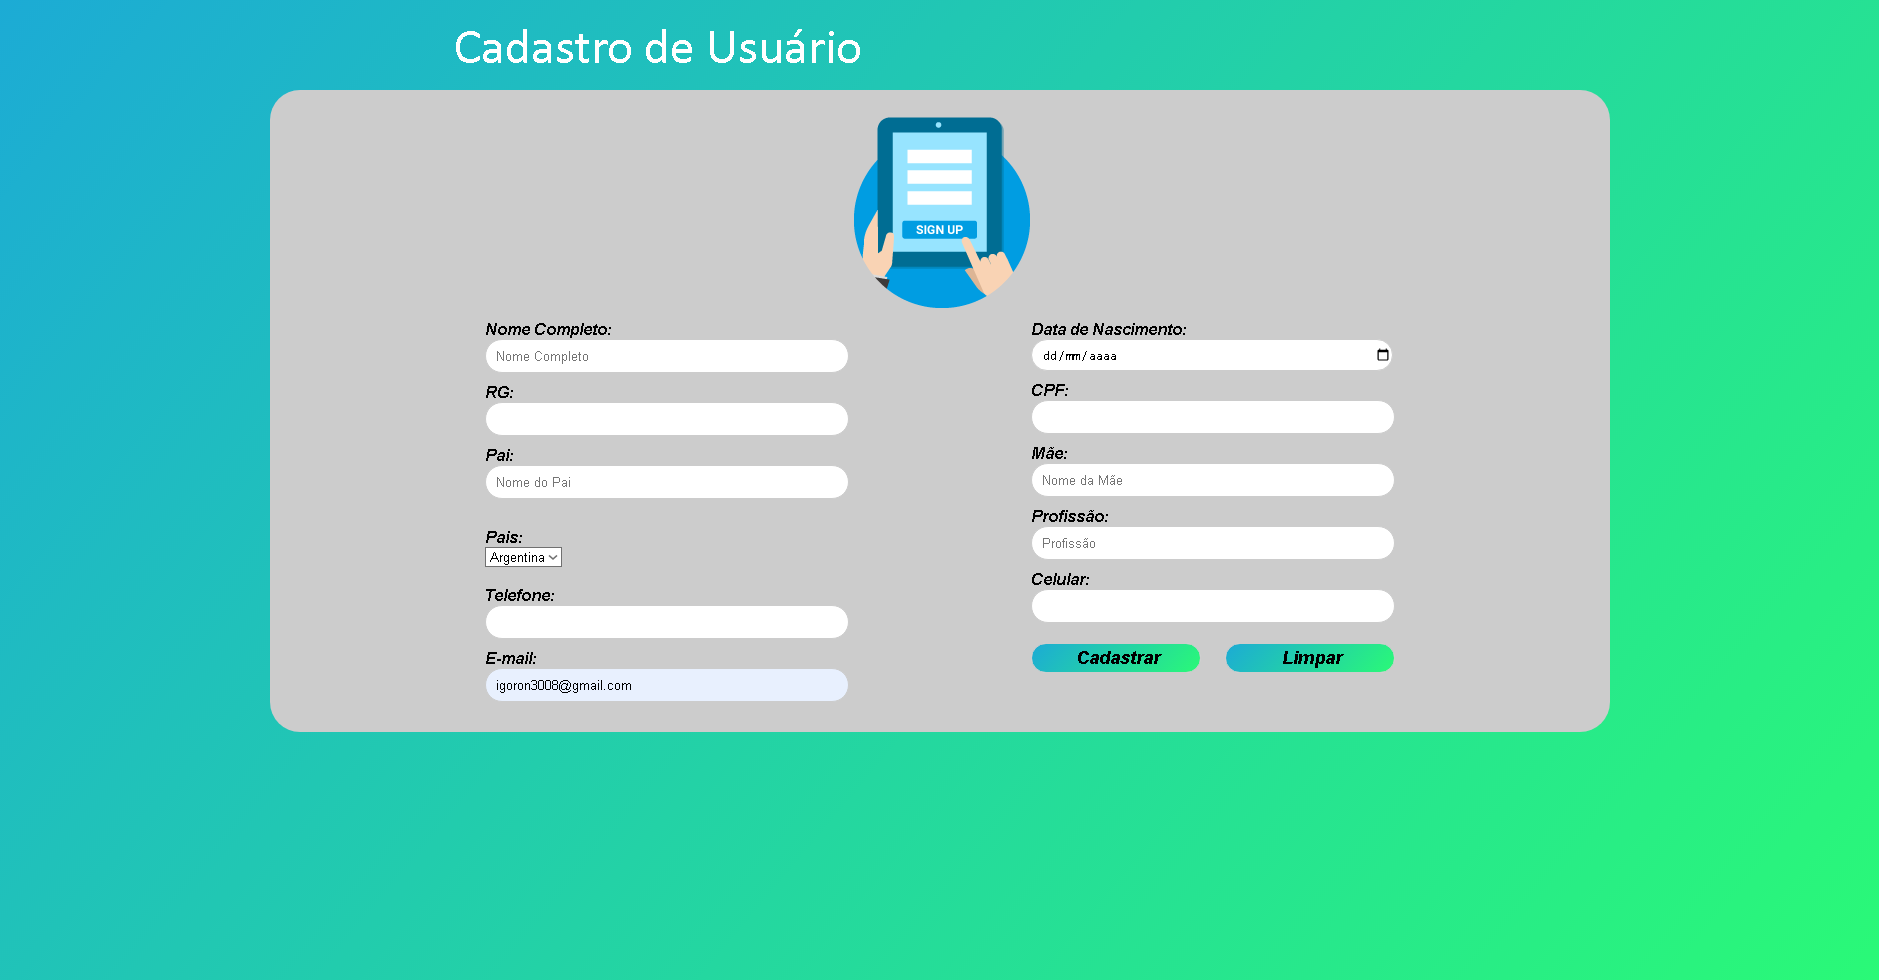 Cadastro de Usuário
SIGN UP
Nome Completo:
Nome Completo
RG:
Pai:
Nome do Pai
Pais:
Argentina
Telefone:
E-mail:
igoron3008@gmail.com
Data de Nascimento:
dd/mm/aaaa
CPF:
Mãe:
Nome da Mãe
Profissão:
Profissão
Celular:
Cadastrar
Limpar